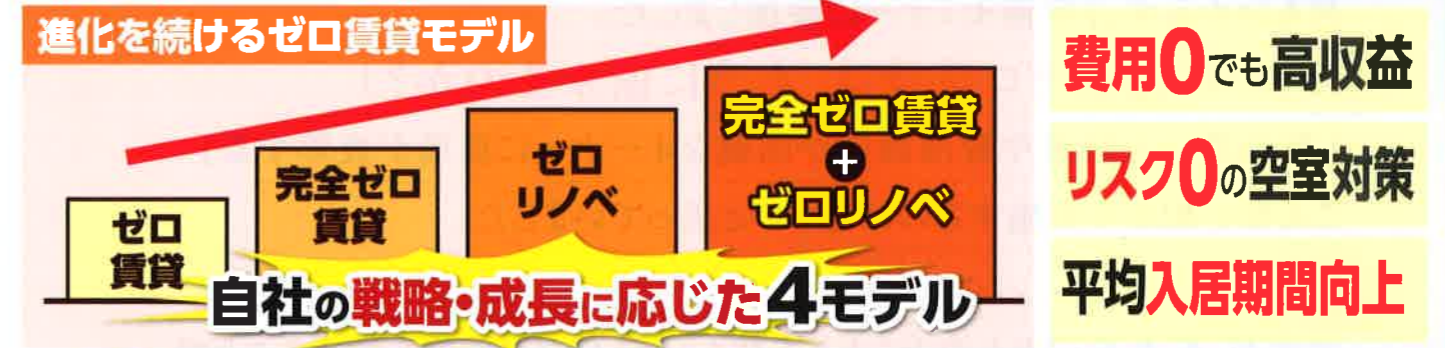 進化を続けるゼロ賃貸モデル
ゼロ
賃貸
完全ゼロ
賃貸
ゼロ
リノベ
完全ゼロ賃貸
+
ゼロリノベ
自社の戦略・成長に応じた4モデル
費用0でも高収益
リスク0の空室対策
平均入居期間向上